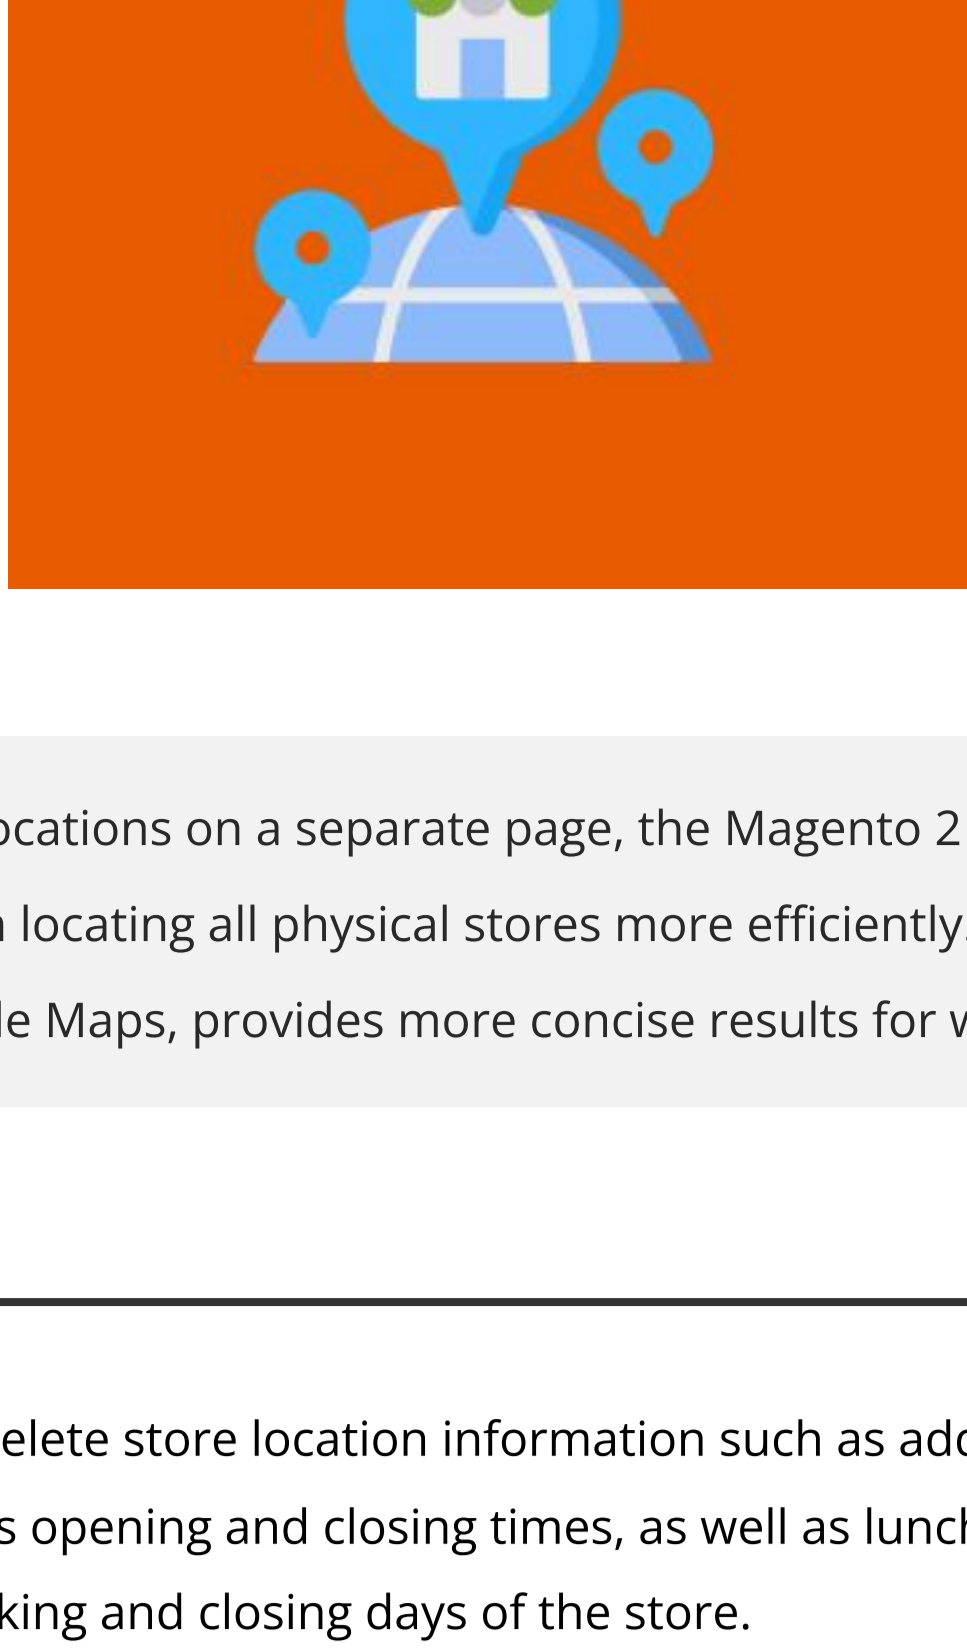 ocations on a separate page, the Magento 2
locating all physical stores more efficiently.
le Maps, provides more concise results for
elete store location information such as
s opening and closing times, as well as lunch
king and closing days of the store.